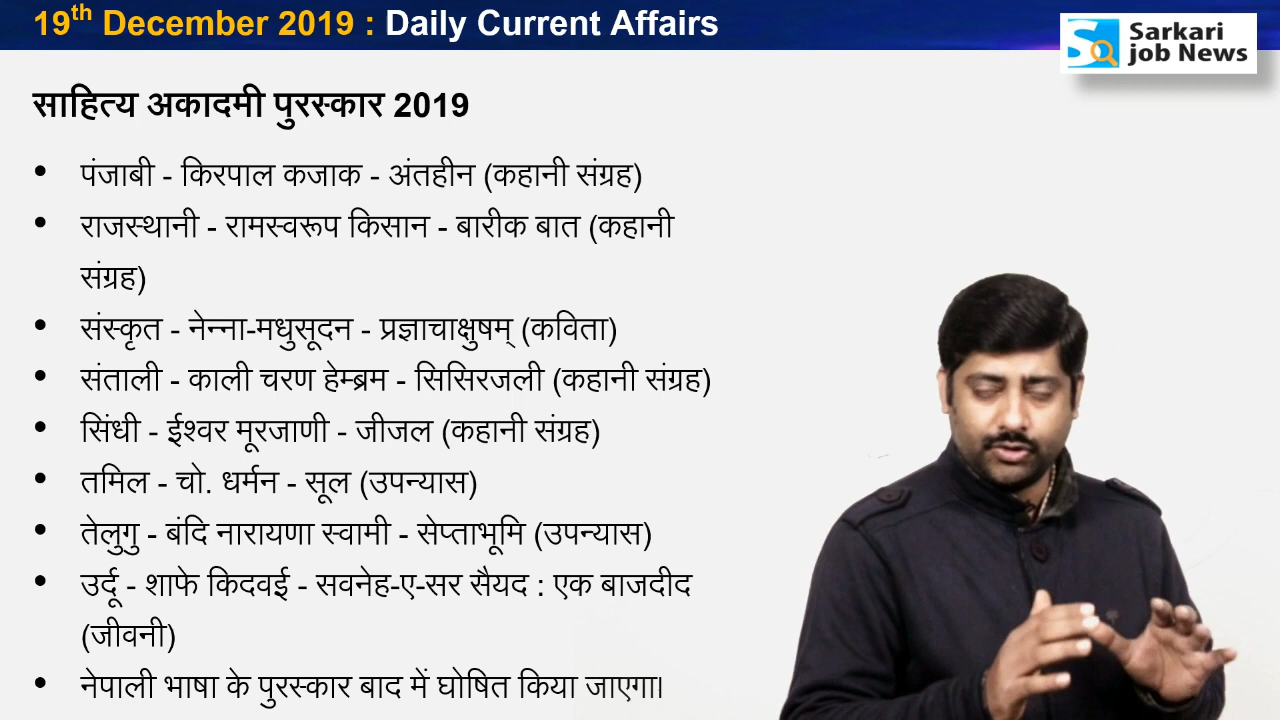 19th December 2019 : Daily Current Affairs
Sarkari
job News
साहित्य अकादमी पुरस्कार 2019
• पंजाबी - किरपाल कजाक - अंतहीन (कहानी संग्रह)
• राजस्थानी - रामस्वरूप किसान - बारीक बात (कहानी
संग्रह)
• संस्कृत - नेन्ना-मधुसूदन - प्रज्ञाचाक्षुषम् (कविता)
• संताली - काली चरण हेम्ब्रम - सिसिरजली (कहानी संग्रह)
• सिंधी - ईश्वर मूरजाणी - जीजल (कहानी संग्रह)
• तमिल - चो. धर्मन - सूल (उपन्यास)
• तेलुगु - बंदि नारायणा स्वामी - सेप्ताभूमि (उपन्यास)
• उर्दू - शाफे किदवई - सवनेह-ए-सर सैयद : एक बाजदीद
(जीवनी)
• नेपाली भाषा के पुरस्कार बाद में घोषित किया जाएगा।